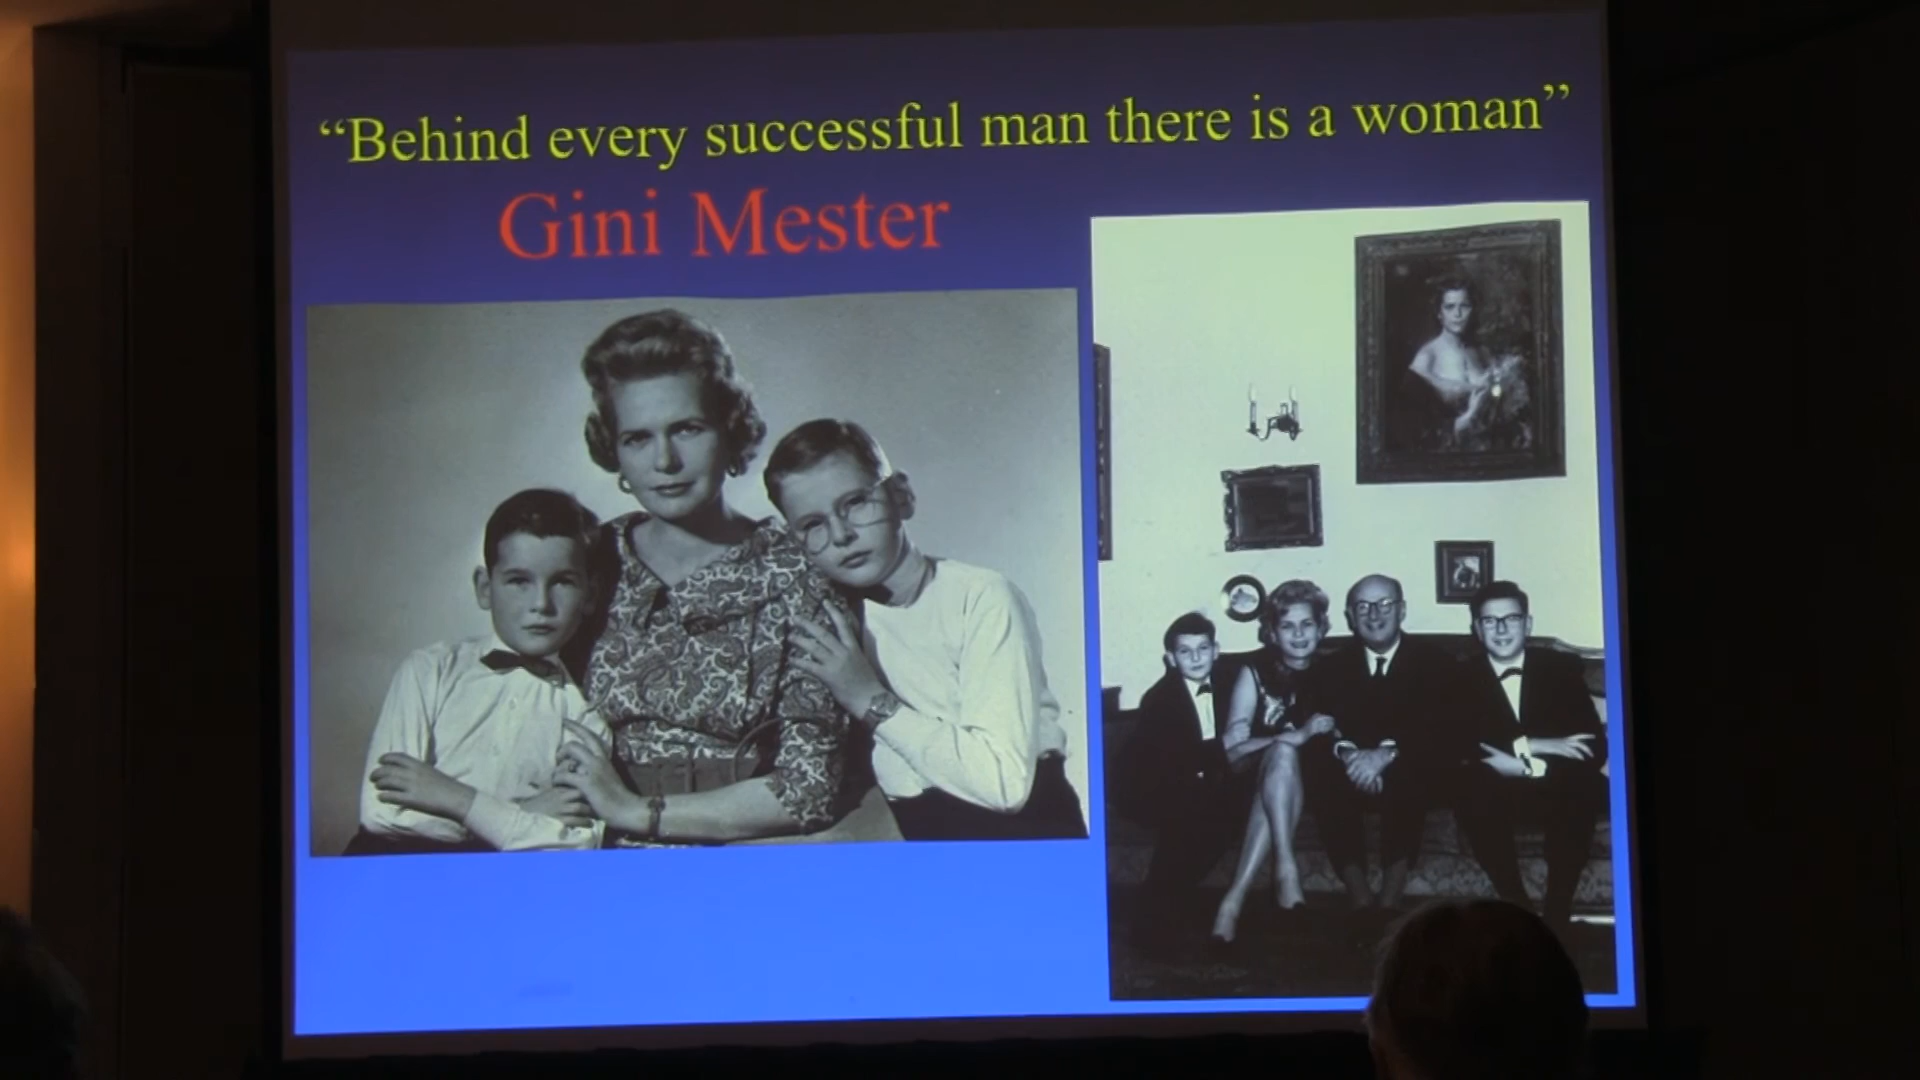 “Behind every successful man there is a woman”
Gini Mester